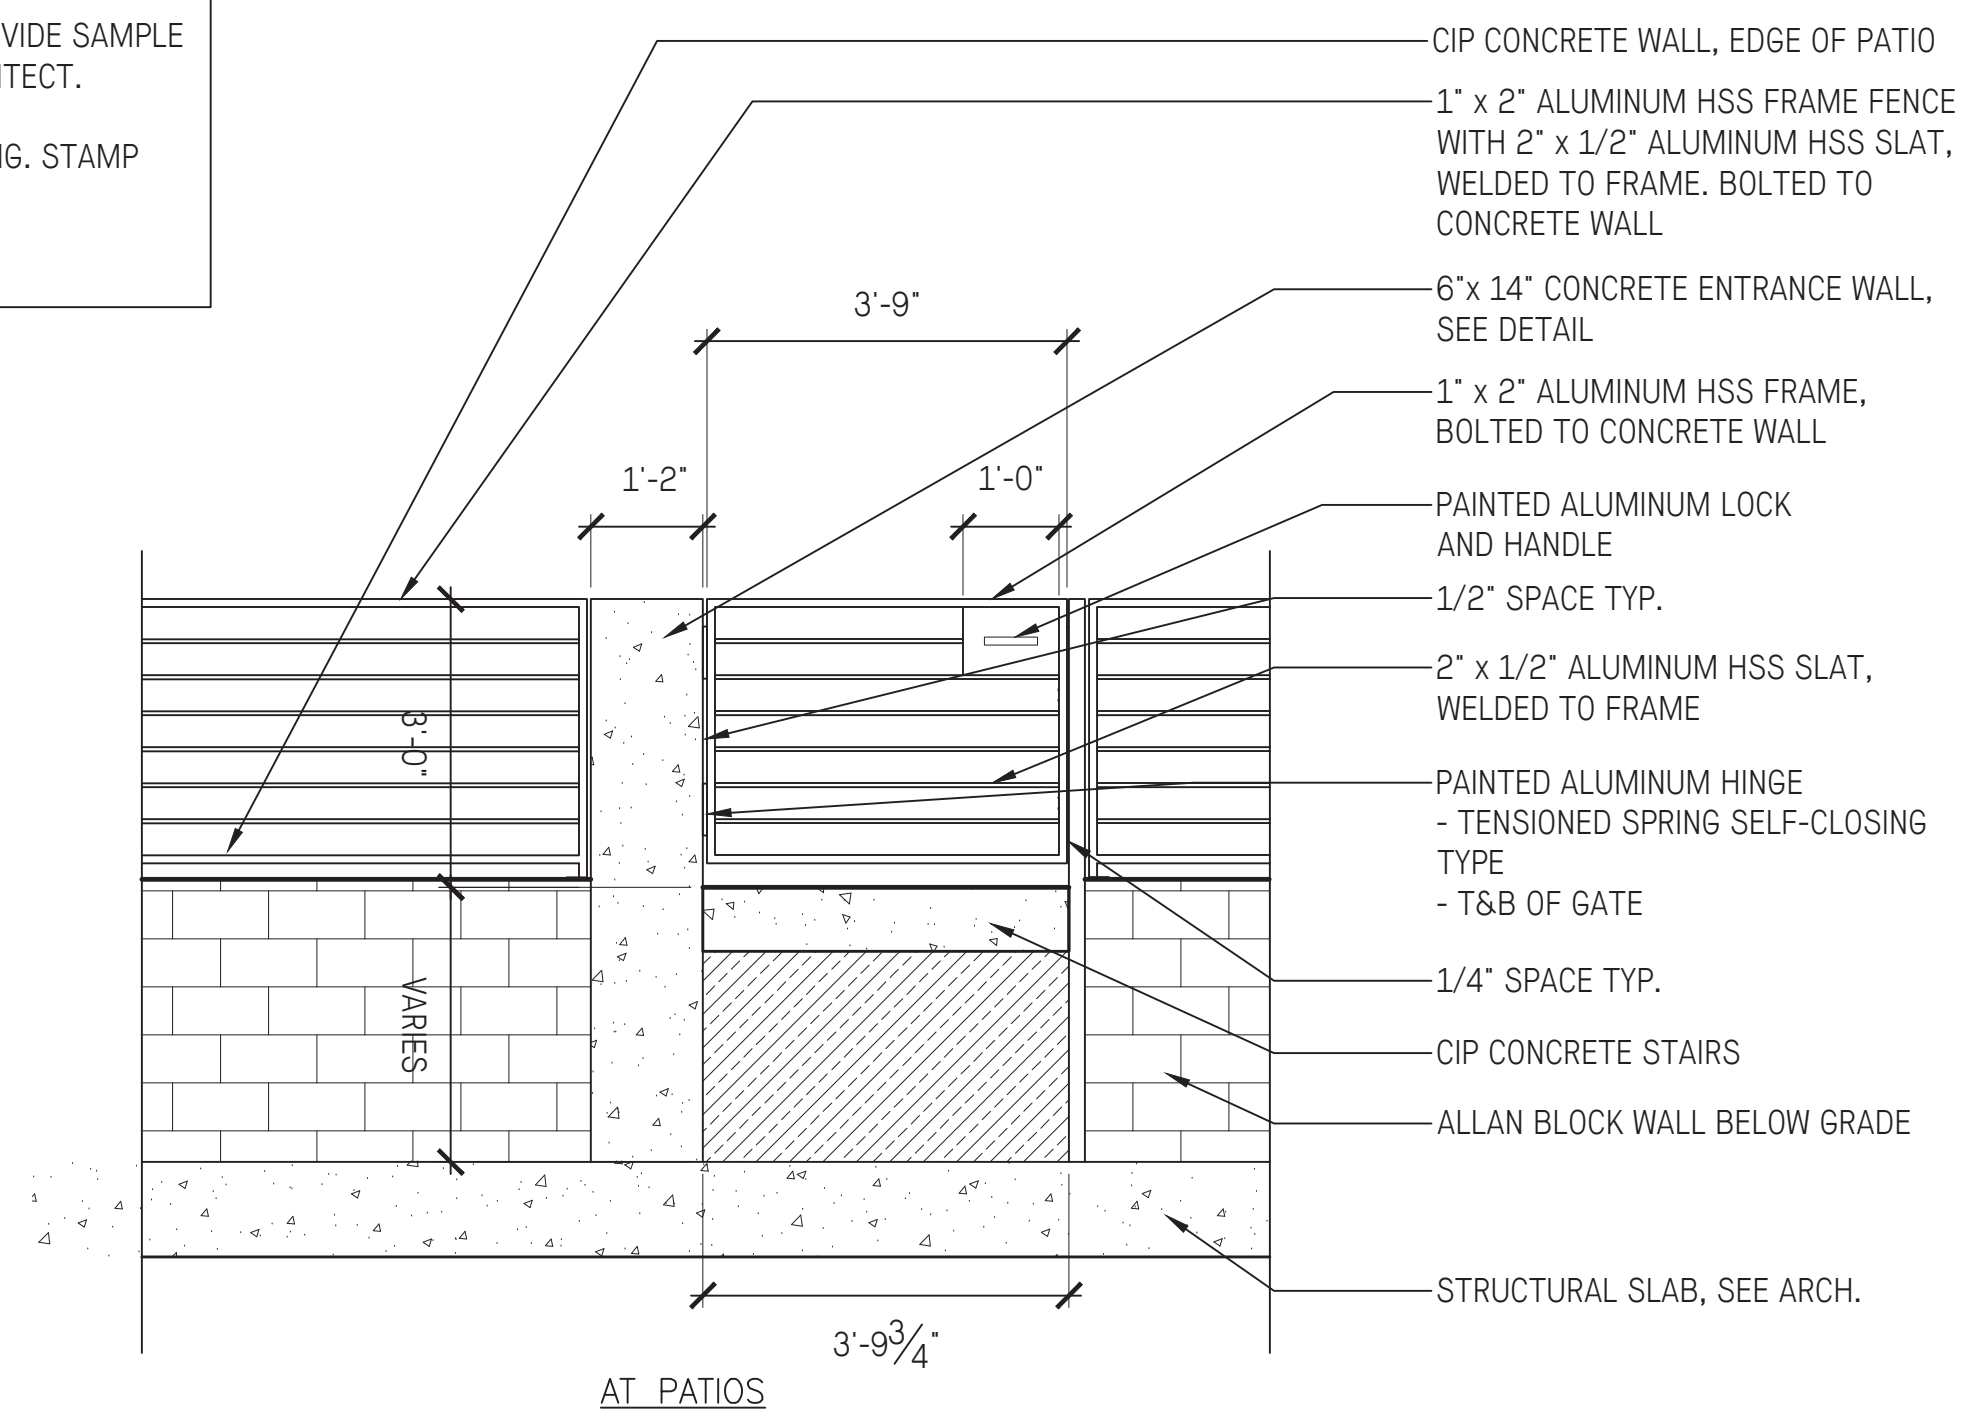 VIDE SAMPLE
ITECT.
STAMP
CIP CONCRETE WALL, EDGE OF PATIO
1" x 2" ALUMINUM HSS FRAME FENCE
WITH 2" x 1/2" ALUMINUM HSS SLAT,
WELDED TO FRAME. BOLTED TO
CONCRETE WALL
6"x 14" CONCRETE ENTRANCE WALL,
SEE DETAIL
1" x 2" ALUMINUM HSS FRAME,
BOLTED TO CONCRETE WALL
PAINTED ALUMINUM LOCK
AND HANDLE
1/2" SPACE TYP.
2" x 1/2" ALUMINUM HSS SLAT,
WELDED TO FRAME
PAINTED ALUMINUM HINGE
- TENSIONED SPRING SELF-CLOSING
TYPE
- T&B OF GATE
1/4" SPACE TYP.
CIP CONCRETE STAIRS
ALLAN BLOCK WALL BELOW GRADE
STRUCTURAL SLAB, SEE ARCH.
3'-9"
1'-2"
1'-0"
3'-0"
VARIES
3'-9 3/4"
AT PATIOS